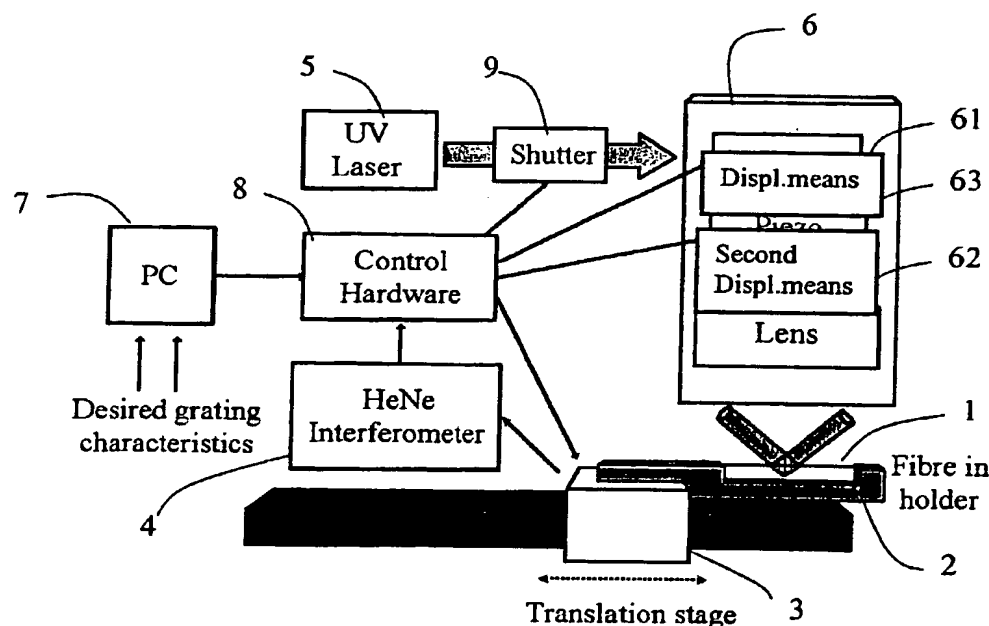 6
5
9
UV
Laser
Shutter
61
Displ.means
63
7
8
PC
Control
Hardware
Second
Displ.means
62
Lens
Desired grating
characteristics
HeNe
Interferometer
1
Fibre in
holder
4
2
Translation stage
3